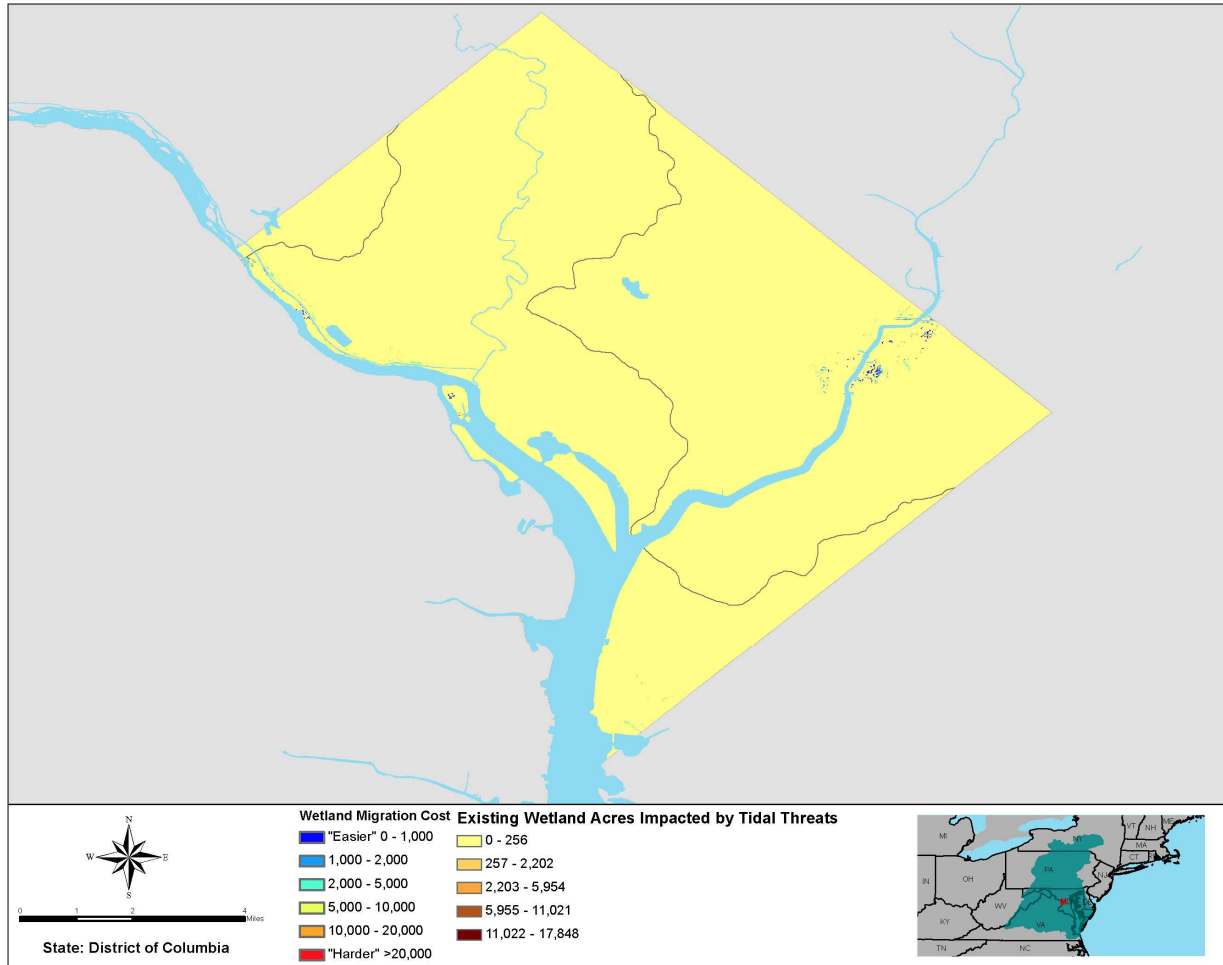 N
W E
S
0 1 2 4
Miles
State: District of Columbia
Wetland Migration Cost
"Easier" 0 - 1,000
1,000 - 2,000
2,000 - 5,000
5,000 - 10,000
10,000 - 20,000
"Harder" >20,000
Existing Wetland Acres Impacted by Tidal Threats
0 - 256
257 - 2,202
2,203 - 5,954
5,955 - 11,021
11,022 - 17,848
MI NY VT NH ME
MA
CT
PA NJ
IN OH
WV
KY VA
TN NC